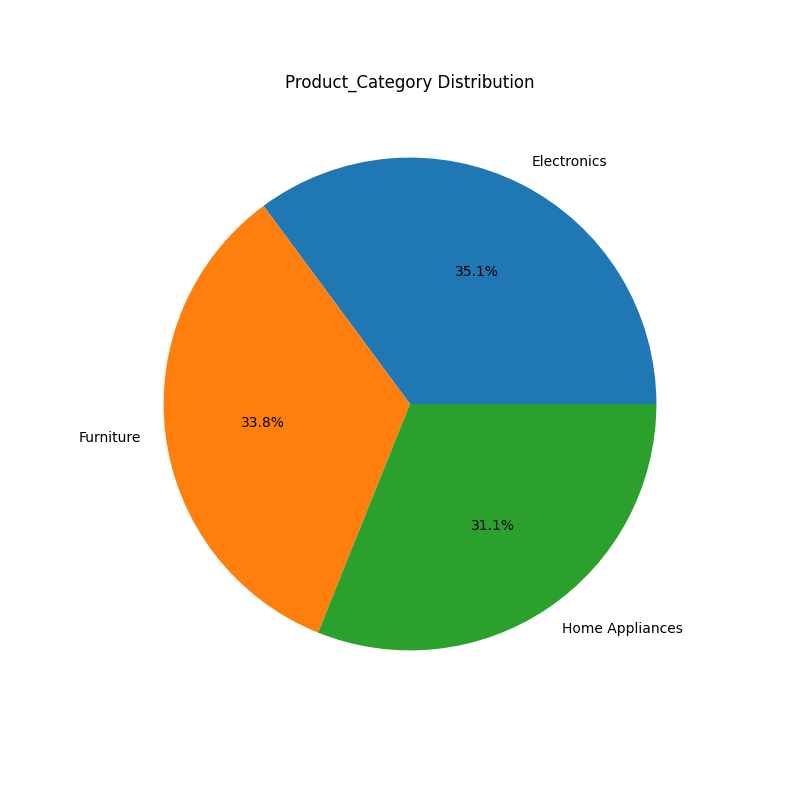 Product_Category Distribution
Electronics
35.1%
33.8%
Furniture
31.1%
Home Appliances